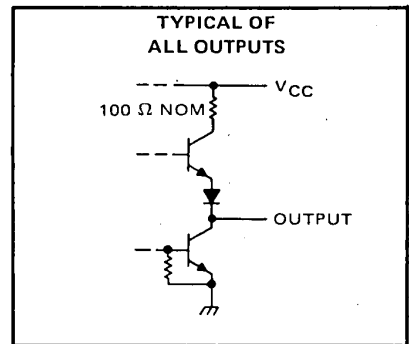 TYPICAL OF
ALL OUTPUTS
VCC
100 Ω NOM
OUTPUT